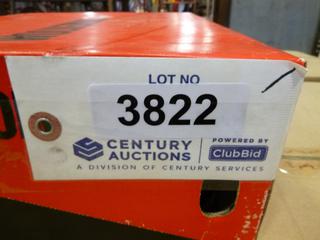 LOT NO
3822
CENTURY AUCTIONS
POWERED BY
ClubBid
A DIVISION OF CENTURY SERVICES